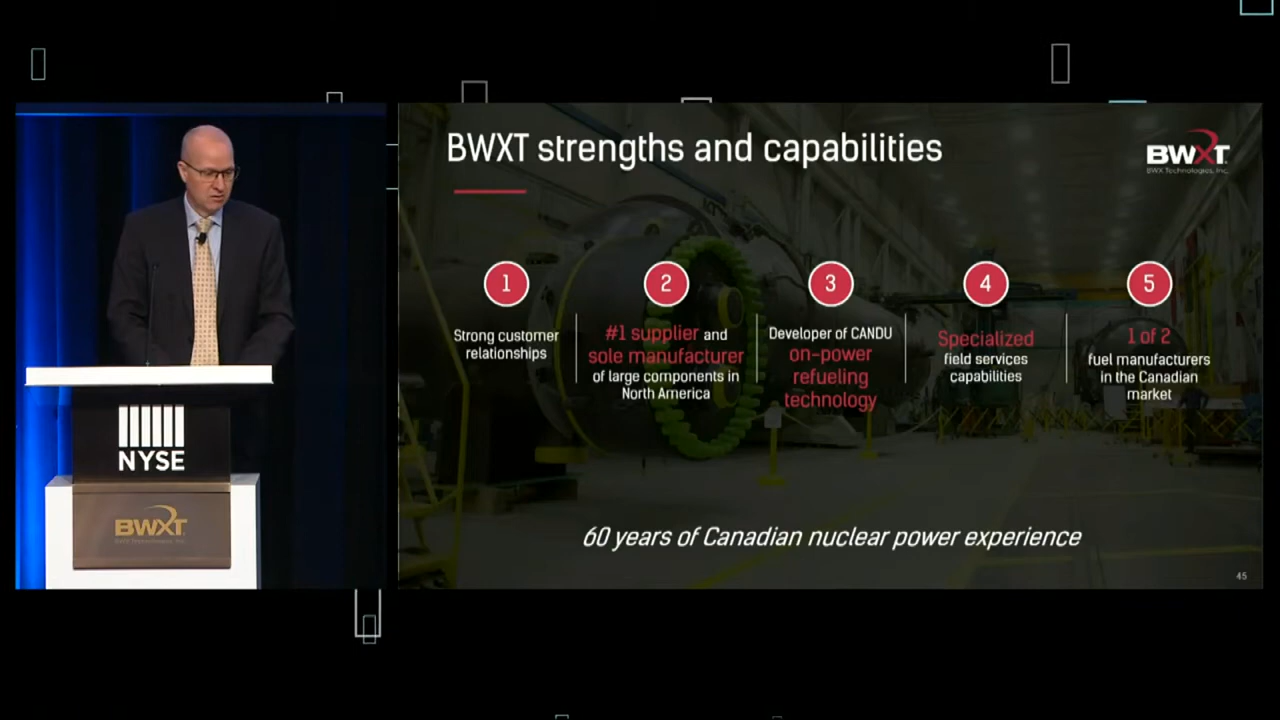 BWXT strengths and capabilities
BWXT
BWX Technologies, Inc.
1
Strong customer
relationships
2
#1 supplier and
sole manufacturer
of large components in
North America
3
Developer of CANDU
on-power
refueling
technology
4
Specialized
field services
capabilities
5
1 of 2
fuel manufacturers
in the Canadian
market
60 years of Canadian nuclear power experience
45
NYSE
BWXT
BWX Technologies, Inc.